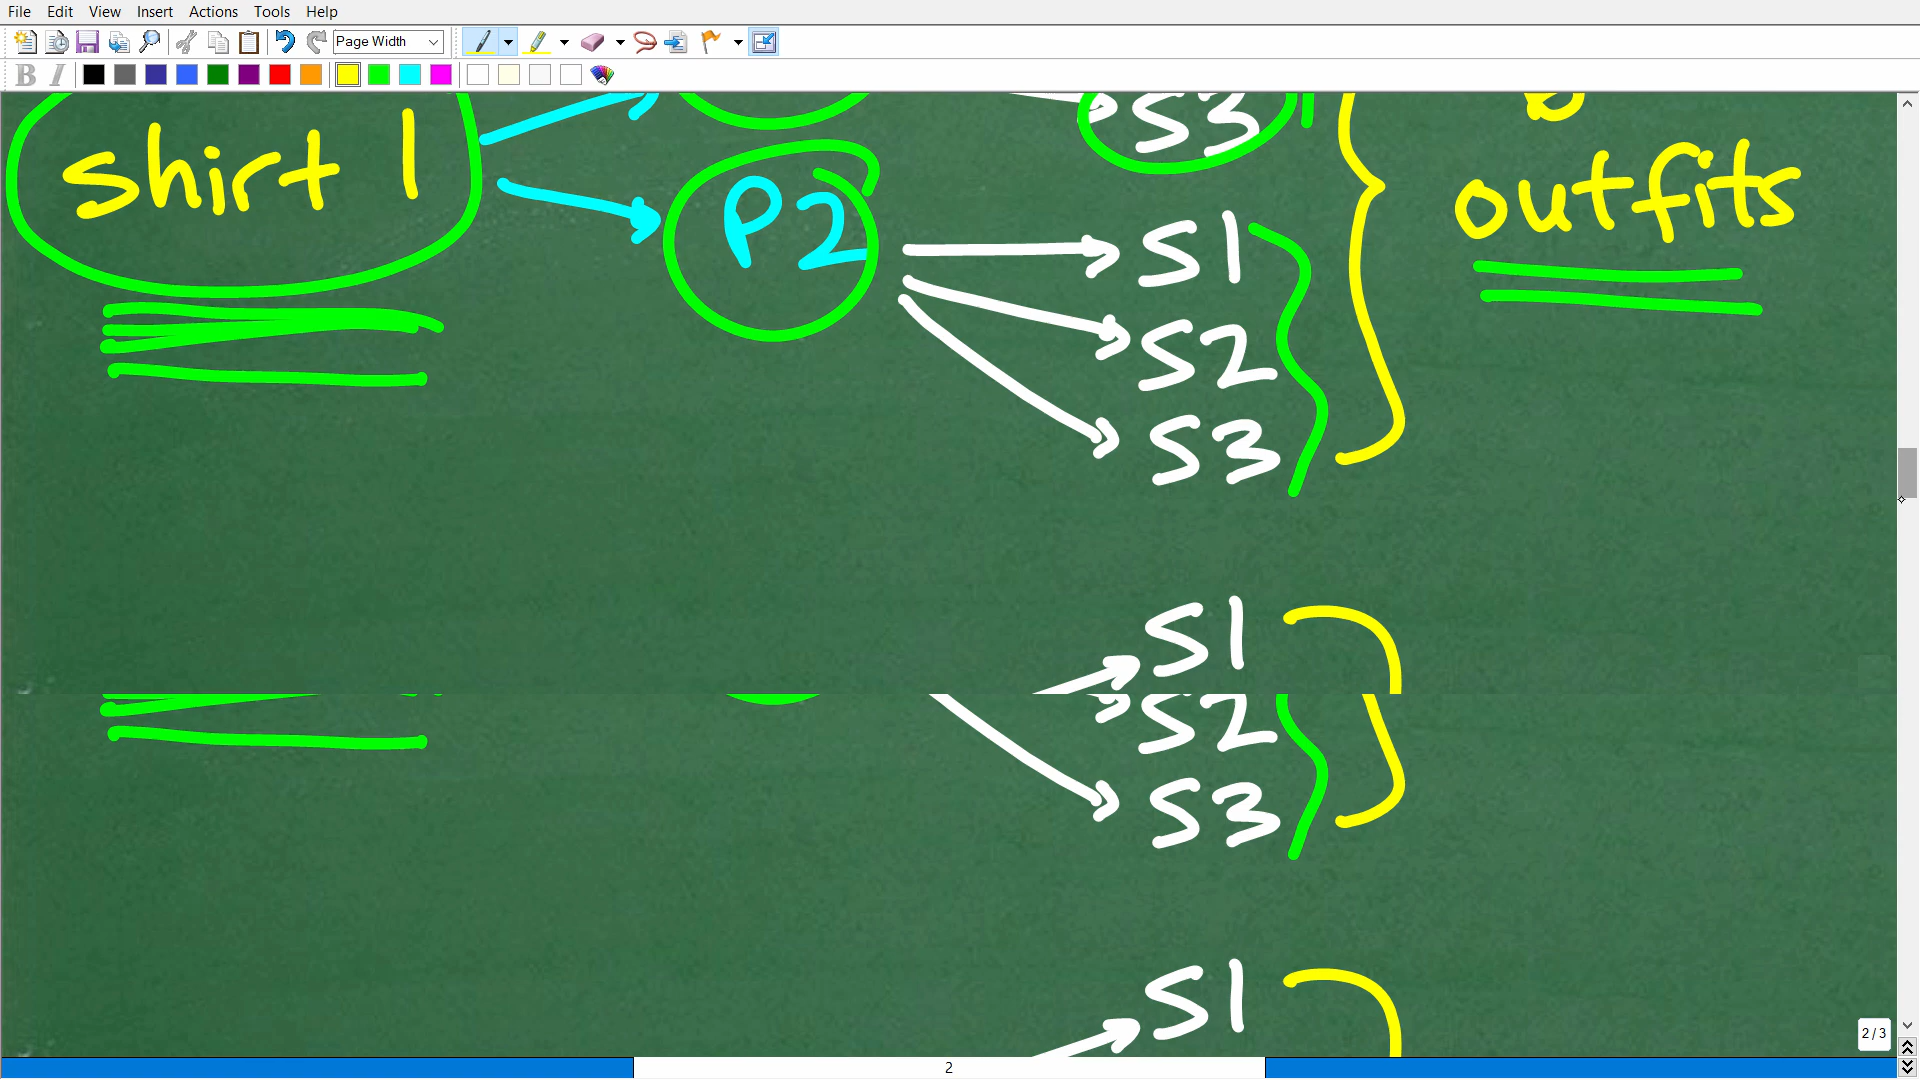 File Edit View Insert Actions Tools Help
Page Width
B I
shirt 1
S3
outfits
P2
S1
S2
S3
S1
S2
S3
S1
2 / 3
2